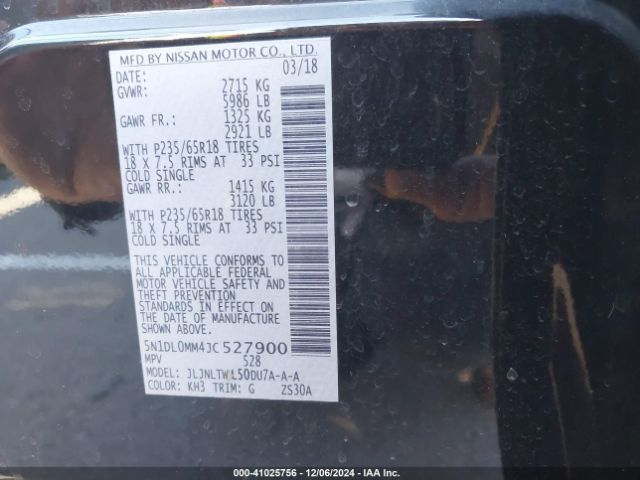 MFD BY NISSAN MOTOR CO., LTD.
DATE: 03/18
GVWR: 2715 KG
5986 LB
GAWR FR.: 1325 KG
2921 LB
WITH P235/65R18 TIRES
18 X 7.5 RIMS AT 33 PSI
COLD SINGLE
GAWR RR.: 1415 KG
3120 LB
WITH P235/65R18 TIRES
18 X 7.5 RIMS AT 33 PSI
COLD SINGLE
THIS VEHICLE CONFORMS TO
ALL APPLICABLE FEDERAL
MOTOR VEHICLE SAFETY AND
THEFT PREVENTION
STANDARDS IN EFFECT ON
THE DATE OF MANUFACTURE
SHOWN ABOVE.
5N1DL0MM4JC527900
MPV 528
MODEL: JLJNLTWL50DU7A-A-A
COLOR: KH3 TRIM: G ZS30A
000-41025756 - 12/06/2024 - IAA Inc.